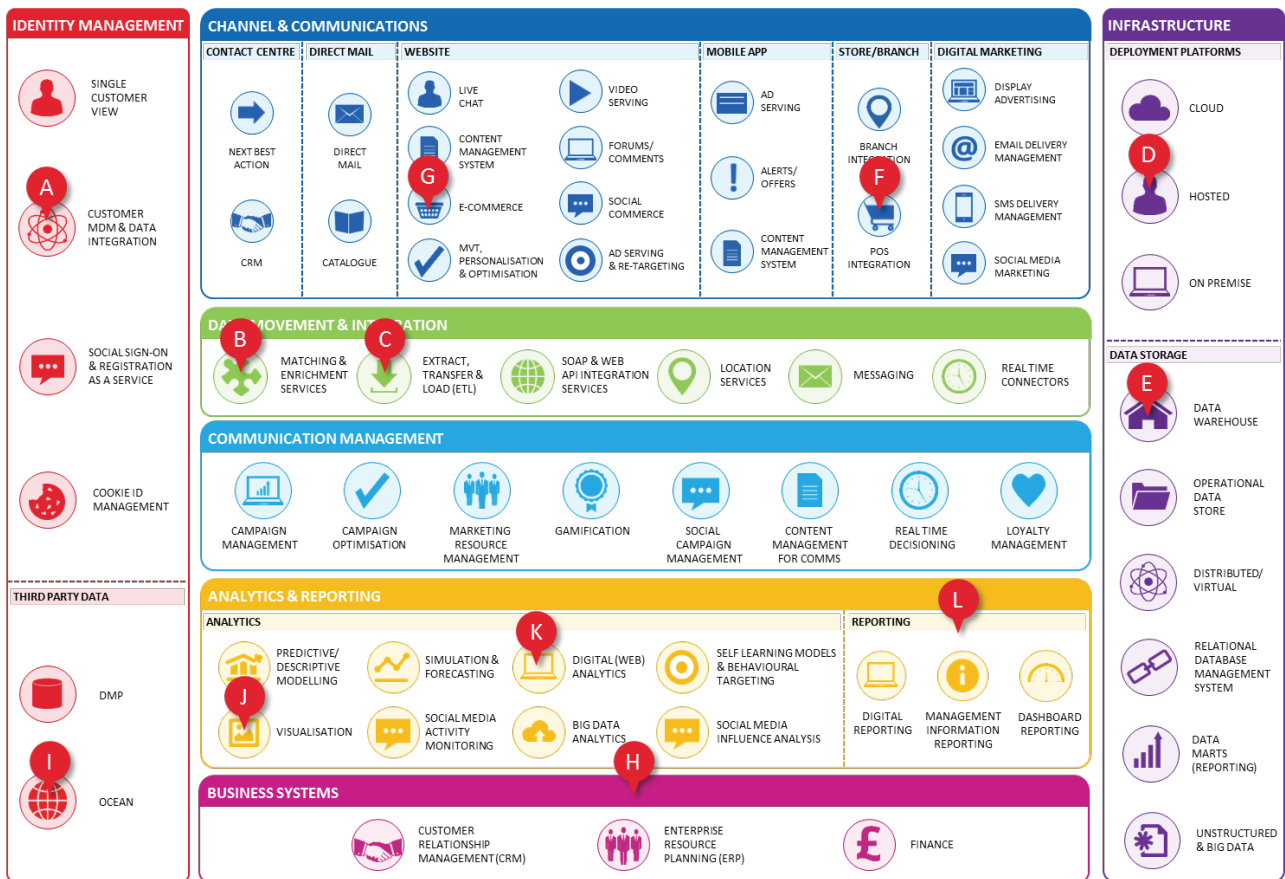 IDENTITY MANAGEMENT
SINGLE
CUSTOMER
VIEW
A
CUSTOMER
MDM & DATA
INTEGRATION
SOCIAL SIGN-ON
& REGISTRATION
AS A SERVICE
COOKIE ID
MANAGEMENT
THIRD PARTY DATA
DMP
I
OCEAN
CHANNEL & COMMUNICATIONS
CONTACT CENTRE
NEXT BEST
ACTION
CRM
DIRECT MAIL
DIRECT
MAIL
CATALOGUE
WEBSITE
LIVE
CHAT
CONTENT
MANAGEMENT
SYSTEM
G
E-COMMERCE
MVT,
PERSONALISATION
& OPTIMISATION
VIDEO
SERVING
FORUMS/
COMMENTS
SOCIAL
COMMERCE
AD SERVING
& RE-TARGETING
MOBILE APP
AD
SERVING
ALERTS/
OFFERS
CONTENT
MANAGEMENT
SYSTEM
STORE/BRANCH
BRANCH
INTEGRATION
F
POS
INTEGRATION
DIGITAL MARKETING
DISPLAY
ADVERTISING
@
EMAIL DELIVERY
MANAGEMENT
SMS DELIVERY
MANAGEMENT
SOCIAL MEDIA
MARKETING
DATA MOVEMENT & INTEGRATION
B
MATCHING &
ENRICHMENT
SERVICES
C
EXTRACT,
TRANSFER &
LOAD (ETL)
SOAP & WEB
API INTEGRATION
SERVICES
LOCATION
SERVICES
MESSAGING
REAL TIME
CONNECTORS
COMMUNICATION MANAGEMENT
CAMPAIGN
MANAGEMENT
CAMPAIGN
OPTIMISATION
MARKETING
RESOURCE
MANAGEMENT
GAMIFICATION
SOCIAL
CAMPAIGN
MANAGEMENT
CONTENT
MANAGEMENT
FOR COMMS
REAL TIME
DECISIONING
LOYALTY
MANAGEMENT
ANALYTICS & REPORTING
ANALYTICS
PREDICTIVE/
DESCRIPTIVE
MODELLING
SIMULATION &
FORECASTING
K
DIGITAL (WEB)
ANALYTICS
SELF LEARNING MODELS
& BEHAVIOURAL
TARGETING
J
VISUALISATION
SOCIAL MEDIA
ACTIVITY
MONITORING
BIG DATA
ANALYTICS
SOCIAL MEDIA
INFLUENCE ANALYSIS
L
REPORTING
DIGITAL
REPORTING
MANAGEMENT
INFORMATION
REPORTING
DASHBOARD
REPORTING
H
BUSINESS SYSTEMS
CUSTOMER
RELATIONSHIP
MANAGEMENT (CRM)
ENTERPRISE
RESOURCE
PLANNING (ERP)
£
FINANCE
INFRASTRUCTURE
DEPLOYMENT PLATFORMS
CLOUD
D
HOSTED
ON PREMISE
DATA STORAGE
E
DATA
WAREHOUSE
OPERATIONAL
DATA
STORE
DISTRIBUTED/
VIRTUAL
RELATIONAL
DATABASE
MANAGEMENT
SYSTEM
DATA
MARTS
(REPORTING)
UNSTRUCTURED
& BIG DATA